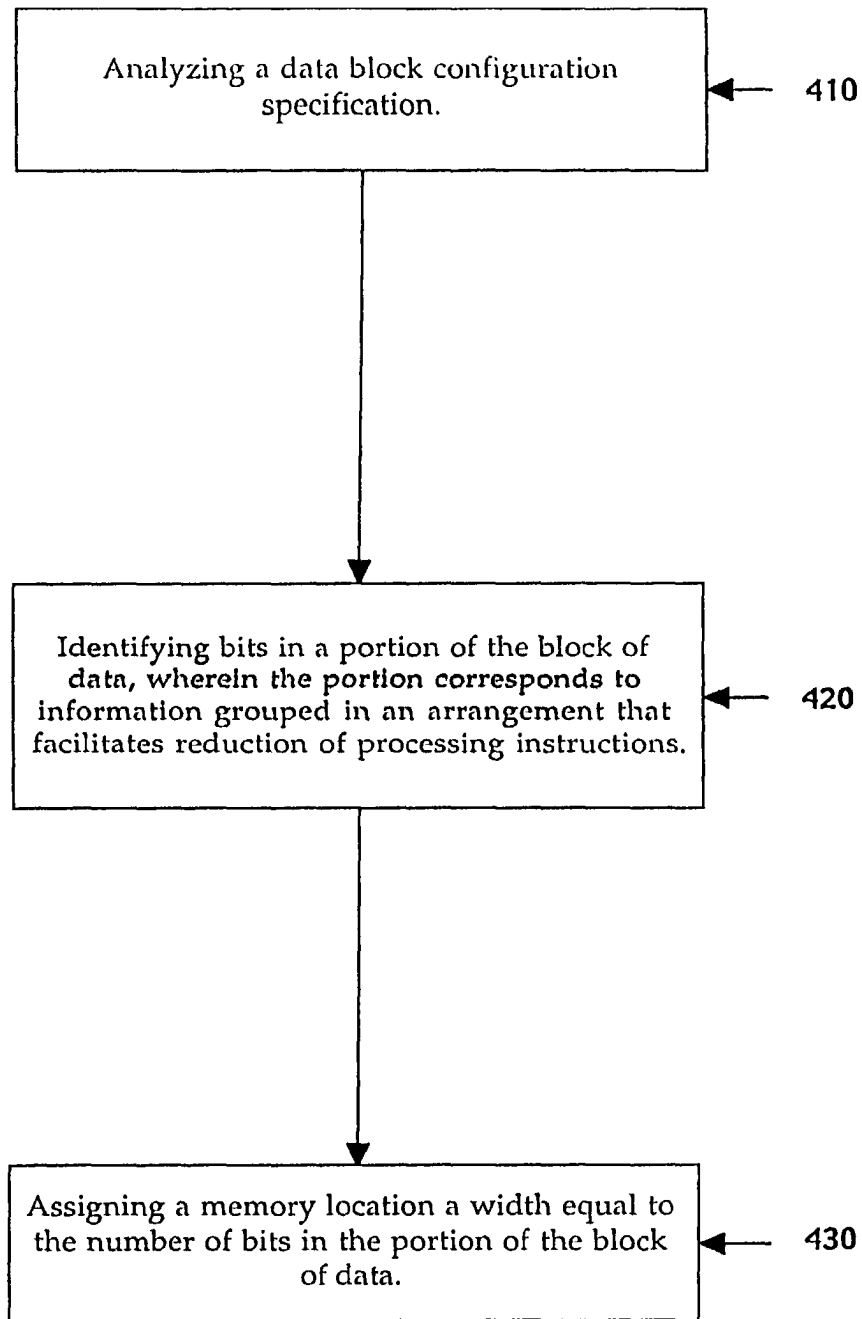 Analyzing a data block configuration
specification.
410
Identifying bits in a portion of the block of
data, wherein the portion corresponds to
information grouped in an arrangement that
facilitates reduction of processing instructions.
420
Assigning a memory location a width equal to
the number of bits in the portion of the block
of data.
430